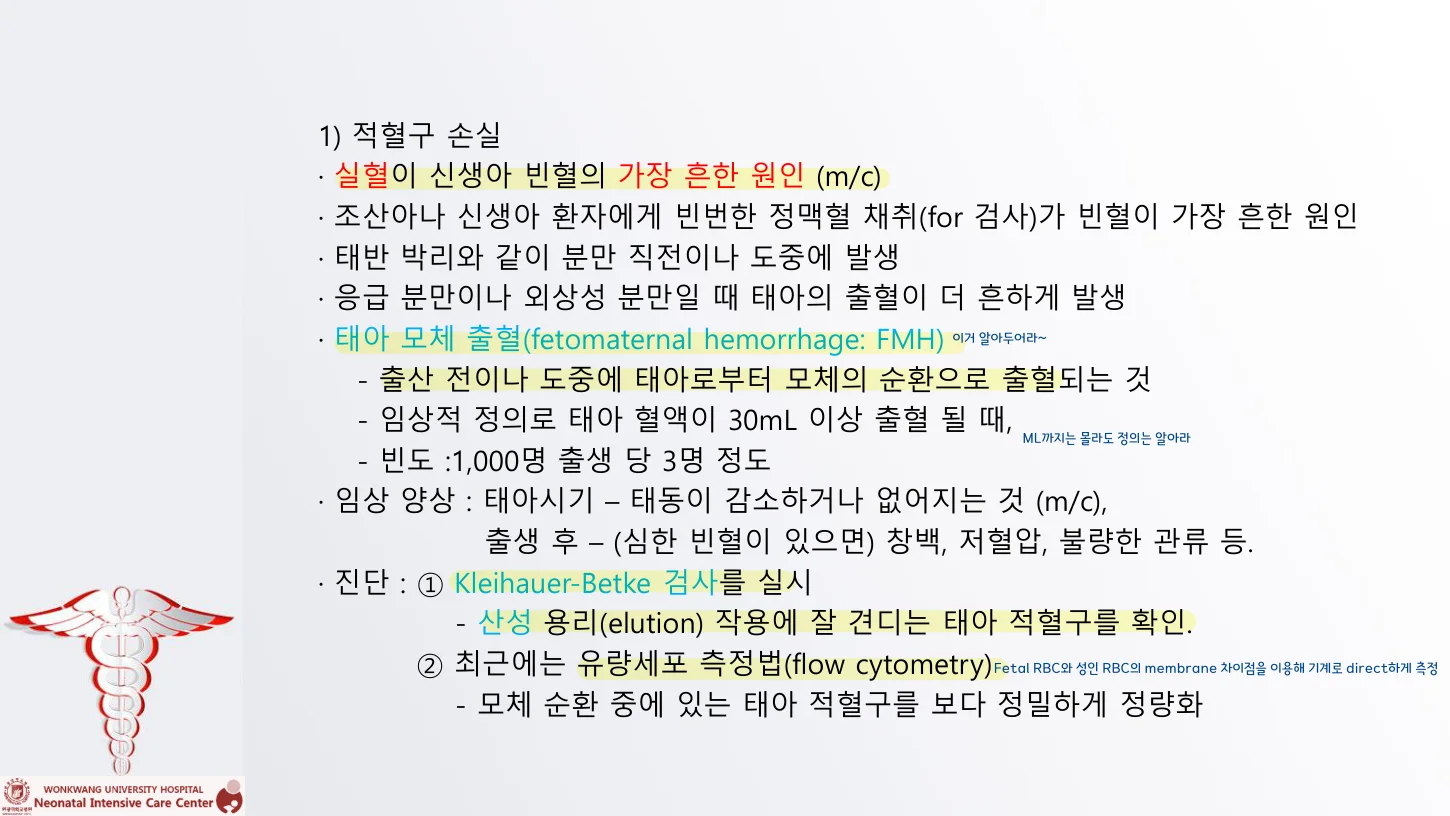 1) 적혈구 손실
· 실혈이 신생아 빈혈의 가장 흔한 원인 (m/c)
· 조산아나 신생아 환자에게 빈번한 정맥혈 채취(for 검사)가 빈혈이 가장 흔한 원인
· 태반 박리와 같이 분만 직전이나 도중에 발생
· 응급 분만이나 외상성 분만일 때 태아의 출혈이 더 흔하게 발생
· 태아 모체 출혈(fetomaternal hemorrhage: FMH) 이거 알아두어라~
- 출산 전이나 도중에 태아로부터 모체의 순환으로 출혈되는 것
- 임상적 정의로 태아 혈액이 30mL 이상 출혈 될 때,
ML까지는 몰라도 정의는 알아라
- 빈도 :1,000명 출생 당 3명 정도
· 임상 양상 : 태아시기 – 태동이 감소하거나 없어지는 것 (m/c),
출생 후 – (심한 빈혈이 있으면) 창백, 저혈압, 불량한 관류 등.
· 진단 : ① Kleihauer-Betke 검사를 실시
- 산성 용리(elution) 작용에 잘 견디는 태아 적혈구를 확인.
② 최근에는 유량세포 측정법(flow cytometry) Fetal RBC와 성인 RBC의 membrane 차이점을 이용해 기계로 direct하게 측정
- 모체 순환 중에 있는 태아 적혈구를 보다 정밀하게 정량화
WONKWANG UNIVERSITY HOSPITAL
Neonatal Intensive Care Center